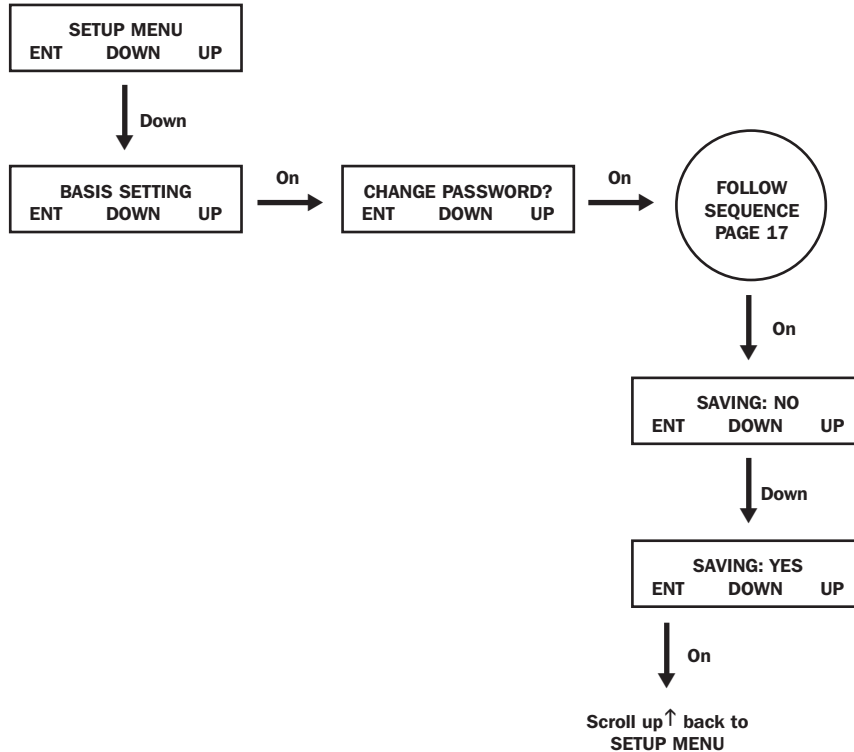 SETUP MENU
ENT DOWN UP
Down
BASIS SETTING
ENT DOWN UP
On
CHANGE PASSWORD?
ENT DOWN UP
On
FOLLOW
SEQUENCE
PAGE 17
On
SAVING: NO
ENT DOWN UP
Down
SAVING: YES
ENT DOWN UP
On
Scroll up↑ back to
SETUP MENU